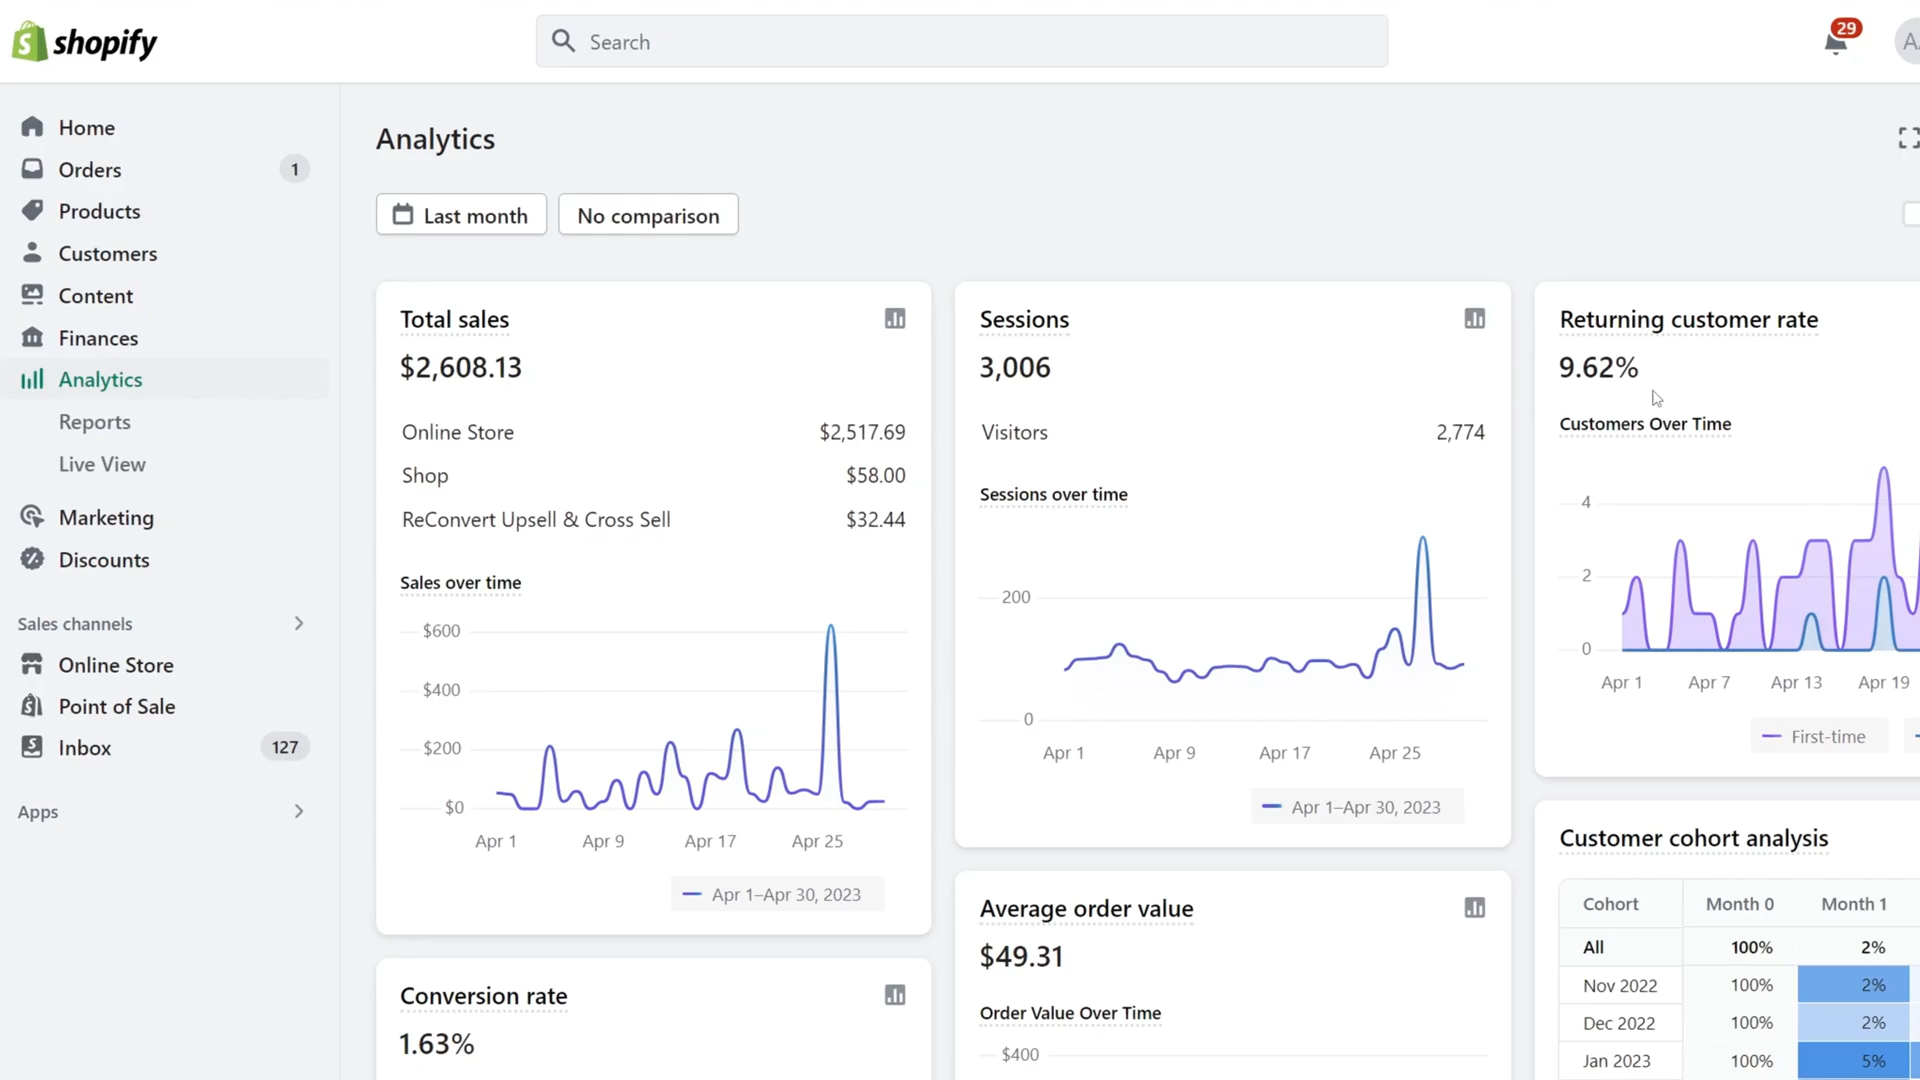 shopify
Search
29
Home
Orders
1
Products
Customers
Content
Finances
Analytics
Reports
Live View
Marketing
Discounts
Sales channels
Online Store
Point of Sale
Inbox
127
Apps
Analytics
Last month
No comparison
Total sales
$2,608.13
Online Store $2,517.69
Shop $58.00
ReConvert Upsell & Cross Sell $32.44
Sales over time
$600
$400
$200
$0
Apr 1 Apr 9 Apr 17 Apr 25
Apr 1–Apr 30, 2023
Conversion rate
1.63%
Sessions
3,006
Visitors 2,774
Sessions over time
200
0
Apr 1 Apr 9 Apr 17 Apr 25
Apr 1–Apr 30, 2023
Average order value
$49.31
Order Value Over Time
$400
Returning customer rate
9.62%
Customers Over Time
4
2
0
Apr 1 Apr 7 Apr 13 Apr 19
First-time
Customer cohort analysis
Cohort Month 0 Month 1
All 100% 2%
Nov 2022 100% 2%
Dec 2022 100% 2%
Jan 2023 100% 5%